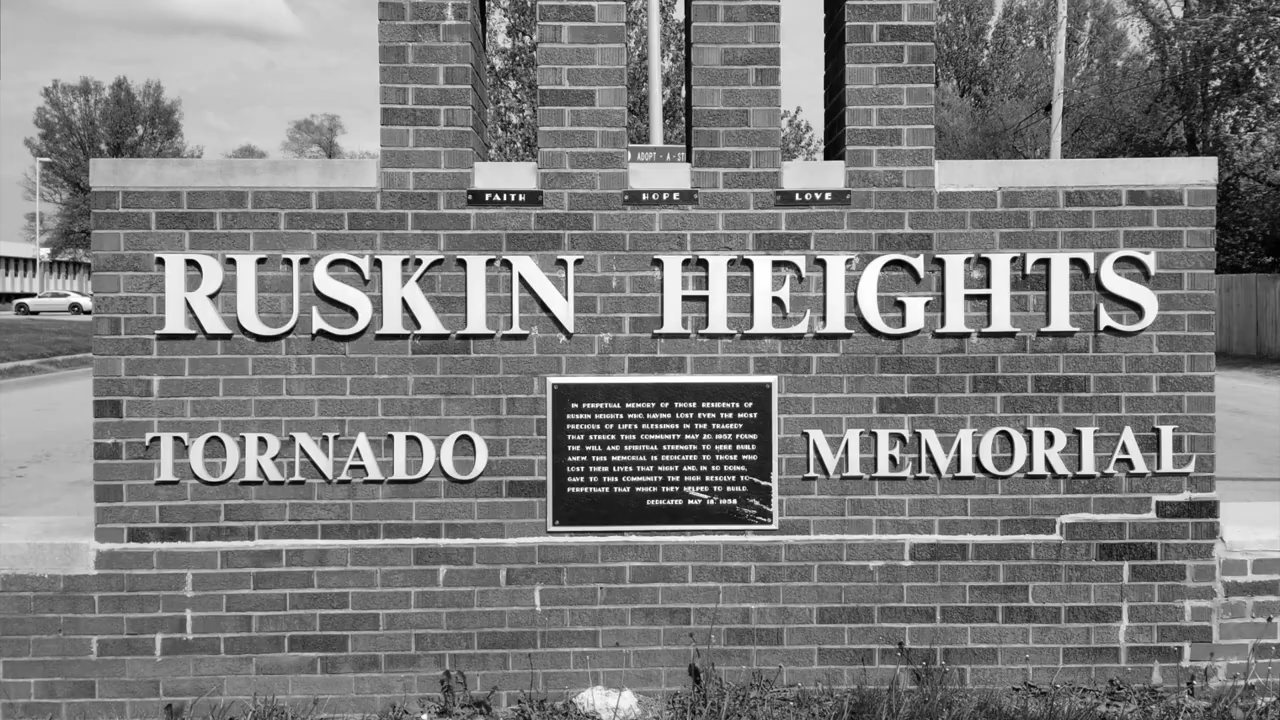 ADOPT - A - ST
FAITH HOPE LOVE
RUSKIN HEIGHTS
TORNADO MEMORIAL
IN PERPETUAL MEMORY OF THOSE RESIDENTS OF
RUSKIN HEIGHTS WHO, HAVING LOST EVEN THE MOST
PRECIOUS OF LIFE'S BLESSINGS IN THE TRAGEDY
THAT STRUCK THIS COMMUNITY MAY 20, 1957, FOUND
THE WILL AND SPIRITUAL STRENGTH TO HERE BUILD
ANEW. THIS MEMORIAL IS DEDICATED TO THOSE WHO
LOST THEIR LIVES THAT NIGHT AND, IN SO DOING,
GAVE TO THIS COMMUNITY THE HIGH RESOLVE TO
PERPETUATE THAT WHICH THEY HELPED TO BUILD.
DEDICATED MAY 18, 1958